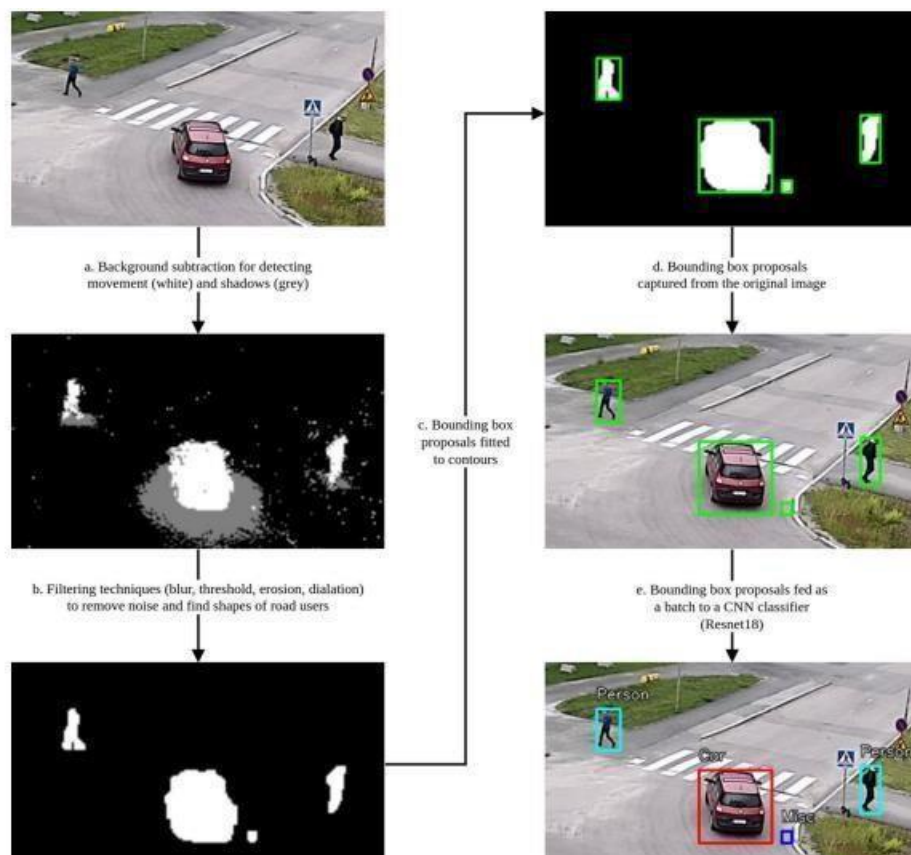 a. Background subtraction for detecting
movement (white) and shadows (grey)
b. Filtering techniques (blur, threshold, erosion, dialation)
to remove noise and find shapes of road users
c. Bounding box
proposals fitted
to contours
d. Bounding box proposals
captured from the original image
e. Bounding box proposals fed as
a batch to a CNN classifier
(Resnet18)
Person
Car
Person
Misc